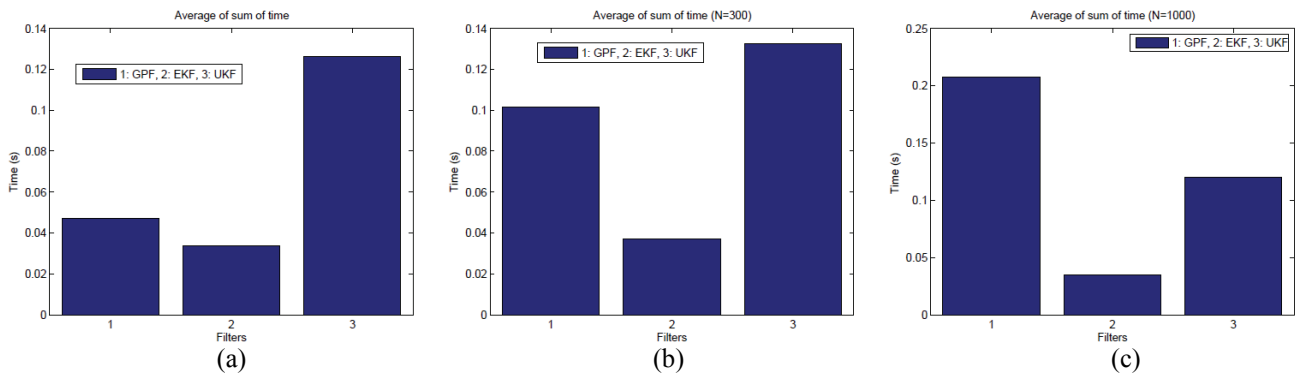 Average of sum of time
0.14
0.12
0.1
0.08
0.06
0.04
0.02
0
Time (s)
1: GPF, 2: EKF, 3: UKF
1 2 3
Filters
(a)
Average of sum of time (N=300)
0.14
0.12
0.1
0.08
0.06
0.04
0.02
0
Time (s)
1: GPF, 2: EKF, 3: UKF
1 2 3
Filters
(b)
Average of sum of time (N=1000)
0.25
0.2
0.15
0.1
0.05
0
Time (s)
1: GPF, 2: EKF, 3: UKF
1 2 3
Filters
(c)